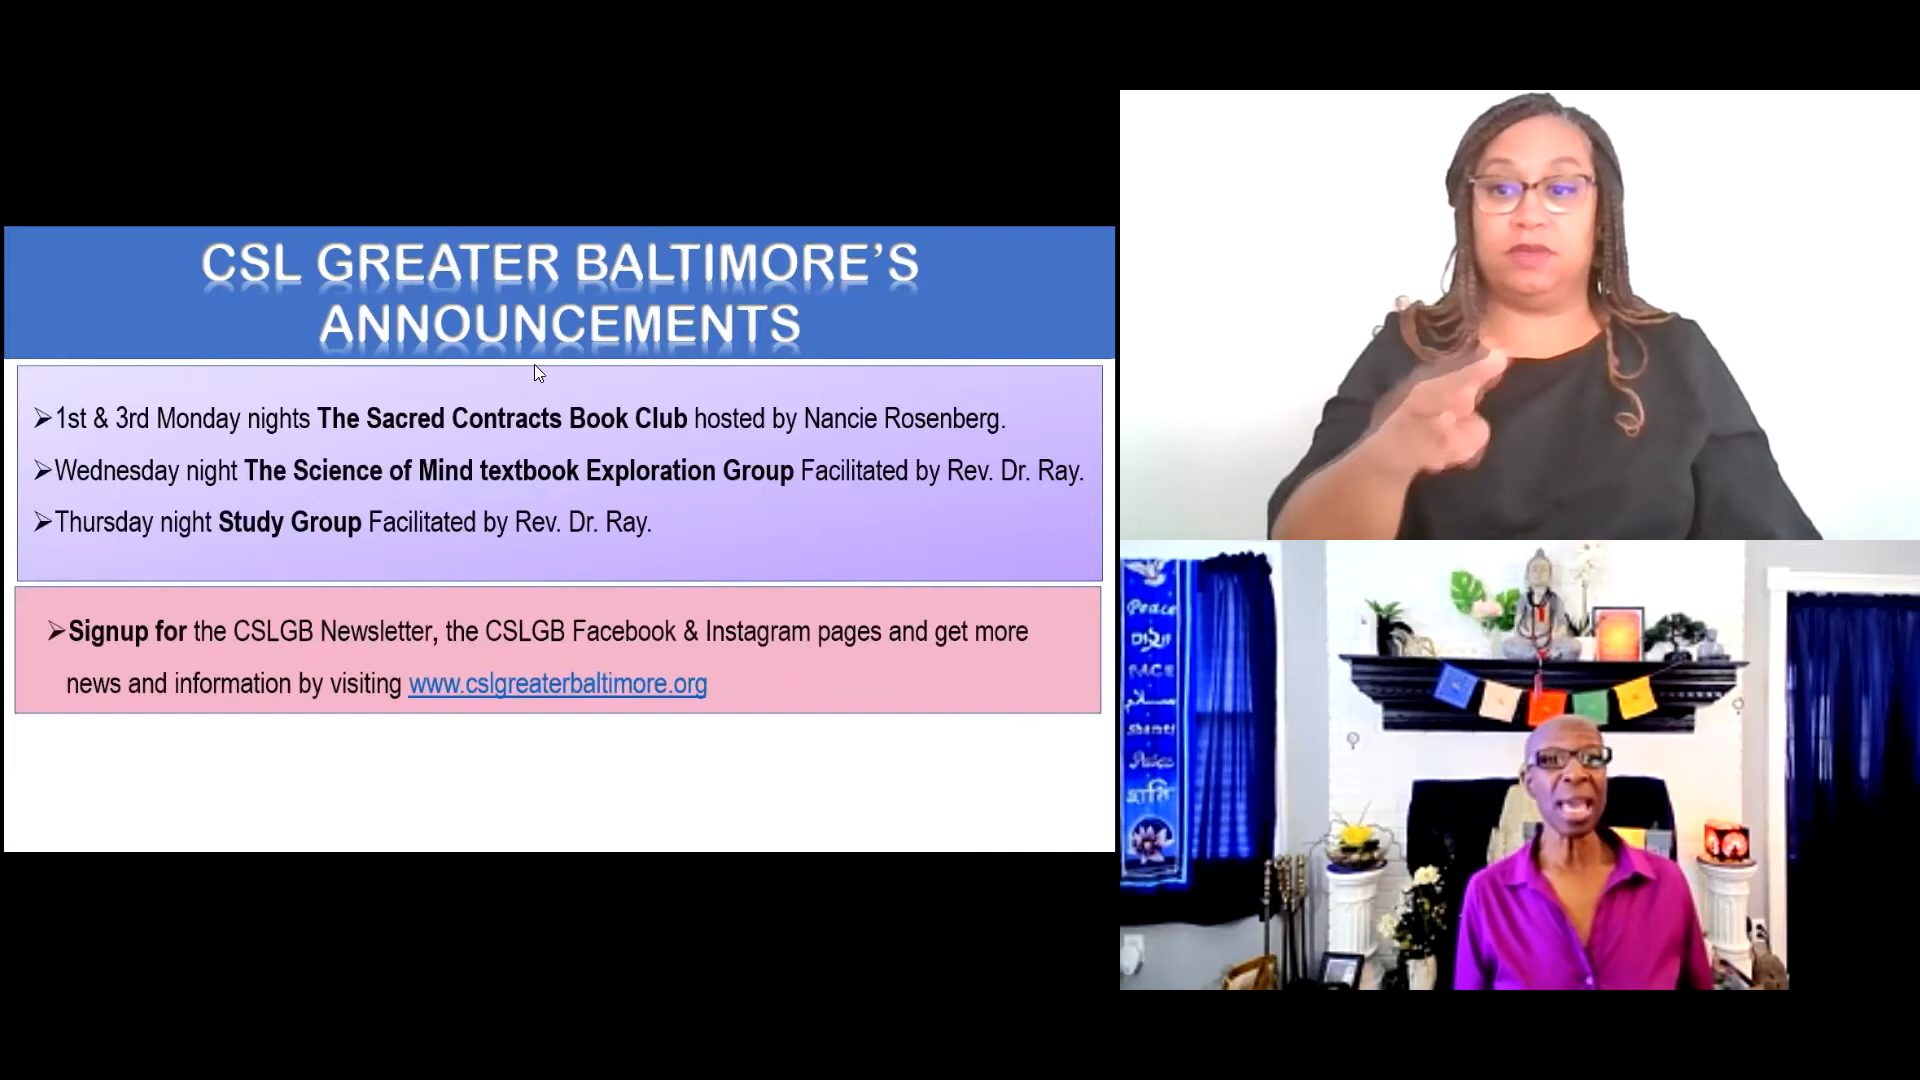 CSL GREATER BALTIMORE’S
ANNOUNCEMENTS
➢1st & 3rd Monday nights The Sacred Contracts Book Club hosted by Nancie Rosenberg.
➢Wednesday night The Science of Mind textbook Exploration Group Facilitated by Rev. Dr. Ray.
➢Thursday night Study Group Facilitated by Rev. Dr. Ray.
➢Signup for the CSLGB Newsletter, the CSLGB Facebook & Instagram pages and get more
news and information by visiting www.cslgreaterbaltimore.org
Peace
שלום
سلام
Shanti